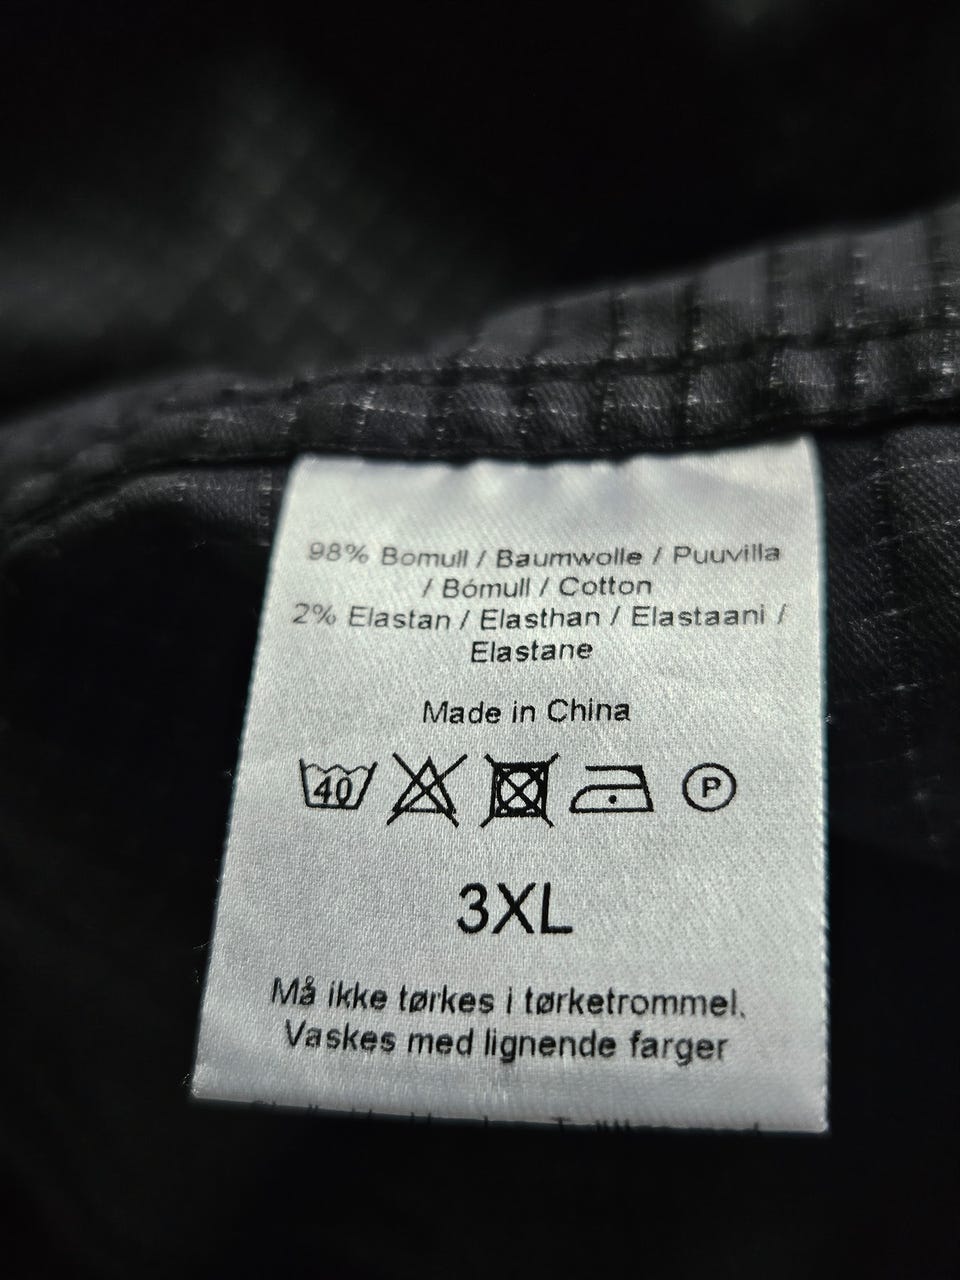 98% Bomull / Baumwolle / Puuvilla
/ Bómull / Cotton
2% Elastan / Elasthan / Elastaani /
Elastane
Made in China
40 P
3XL
Må ikke tørkes i tørketrommel.
Vaskes med lignende farger